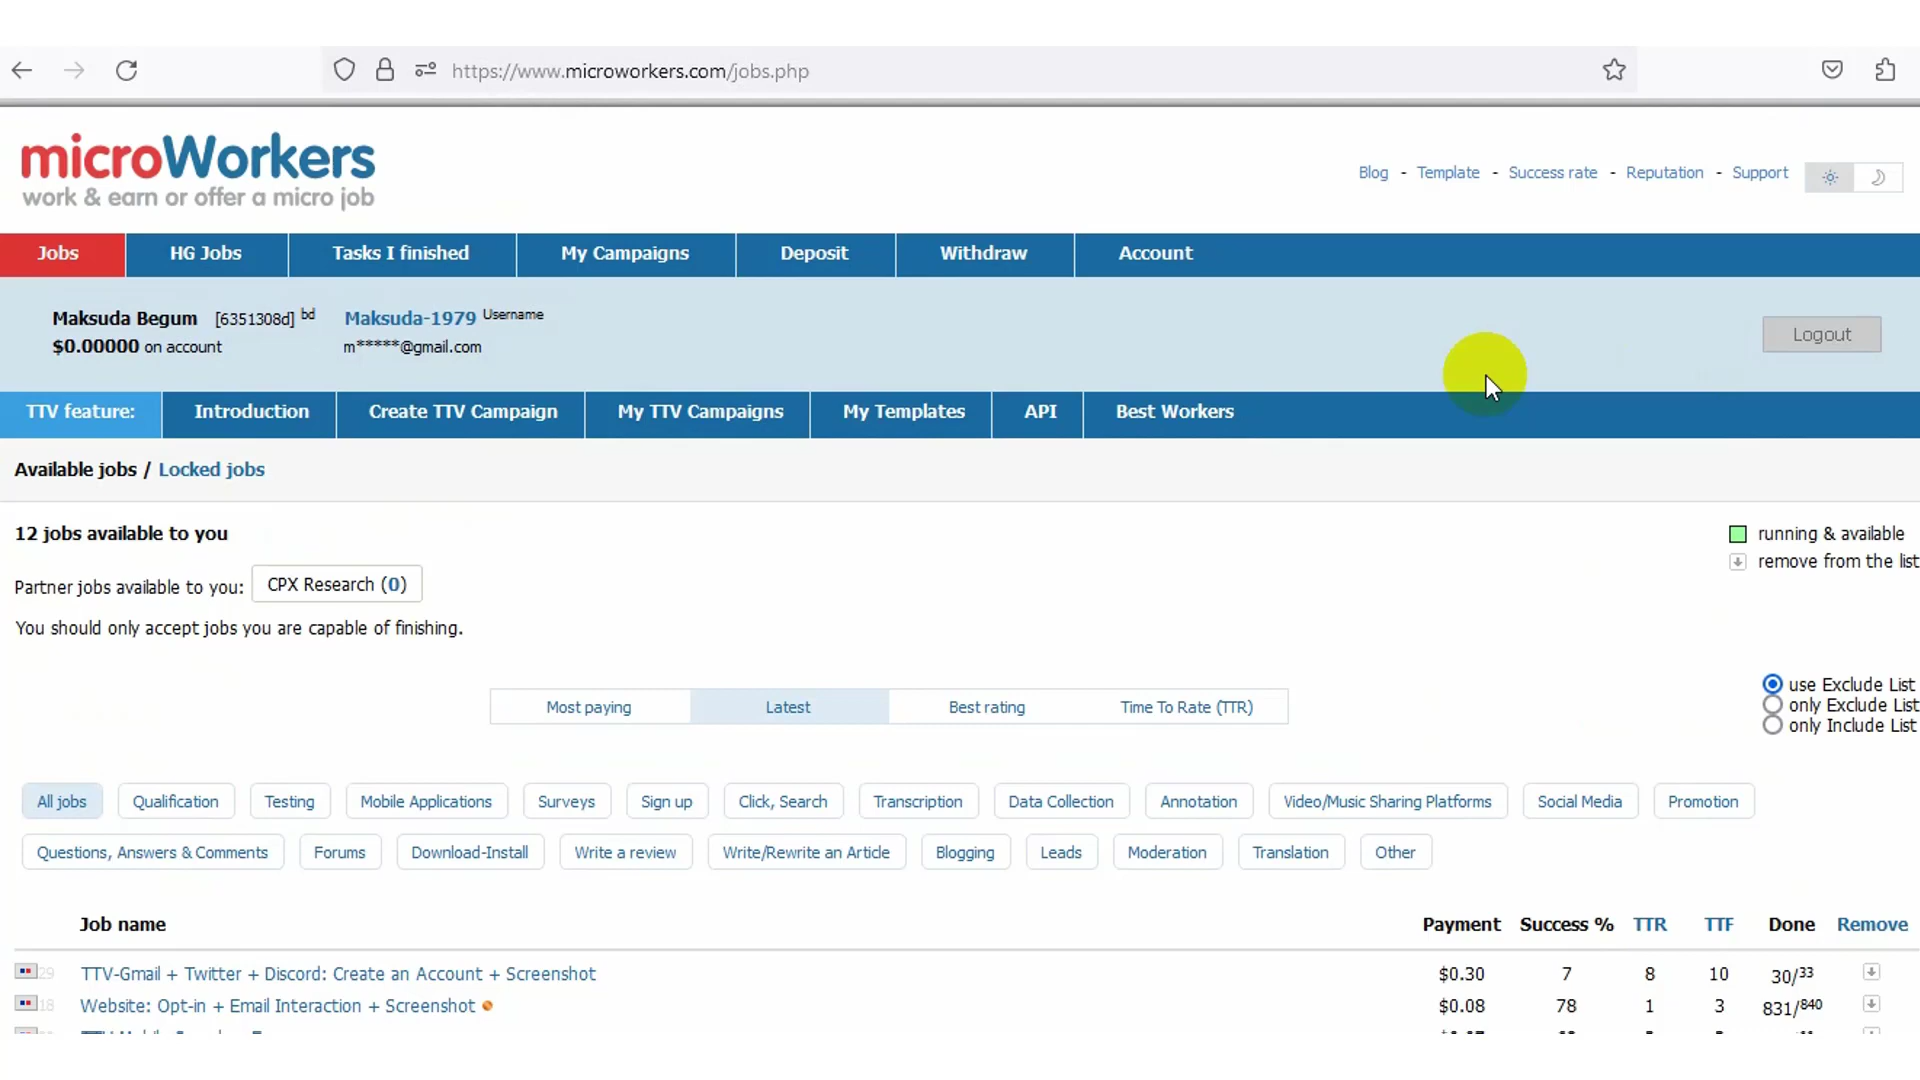 https://www.microworkers.com/jobs.php
microWorkers
work & earn or offer a micro job
Blog - Template - Success rate - Reputation - Support
Jobs HG Jobs Tasks I finished My Campaigns Deposit Withdraw Account
Maksuda Begum [6351308d] bd Maksuda-1979 Username
$0.00000 on account m*****@gmail.com
Logout
TTV feature: Introduction Create TTV Campaign My TTV Campaigns My Templates API Best Workers
Available jobs / Locked jobs
12 jobs available to you
running & available
remove from the list
Partner jobs available to you: CPX Research (0)
You should only accept jobs you are capable of finishing.
use Exclude List
only Exclude List
only Include List
Most paying Latest Best rating Time To Rate (TTR)
All jobs Qualification Testing Mobile Applications Surveys Sign up Click, Search Transcription Data Collection Annotation Video/Music Sharing Platforms Social Media Promotion
Questions, Answers & Comments Forums Download-Install Write a review Write/Rewrite an Article Blogging Leads Moderation Translation Other
Job name Payment Success % TTR TTF Done Remove
29 TTV-Gmail + Twitter + Discord: Create an Account + Screenshot $0.30 7 8 10 30/33
18 Website: Opt-in + Email Interaction + Screenshot $0.08 78 1 3 831/840